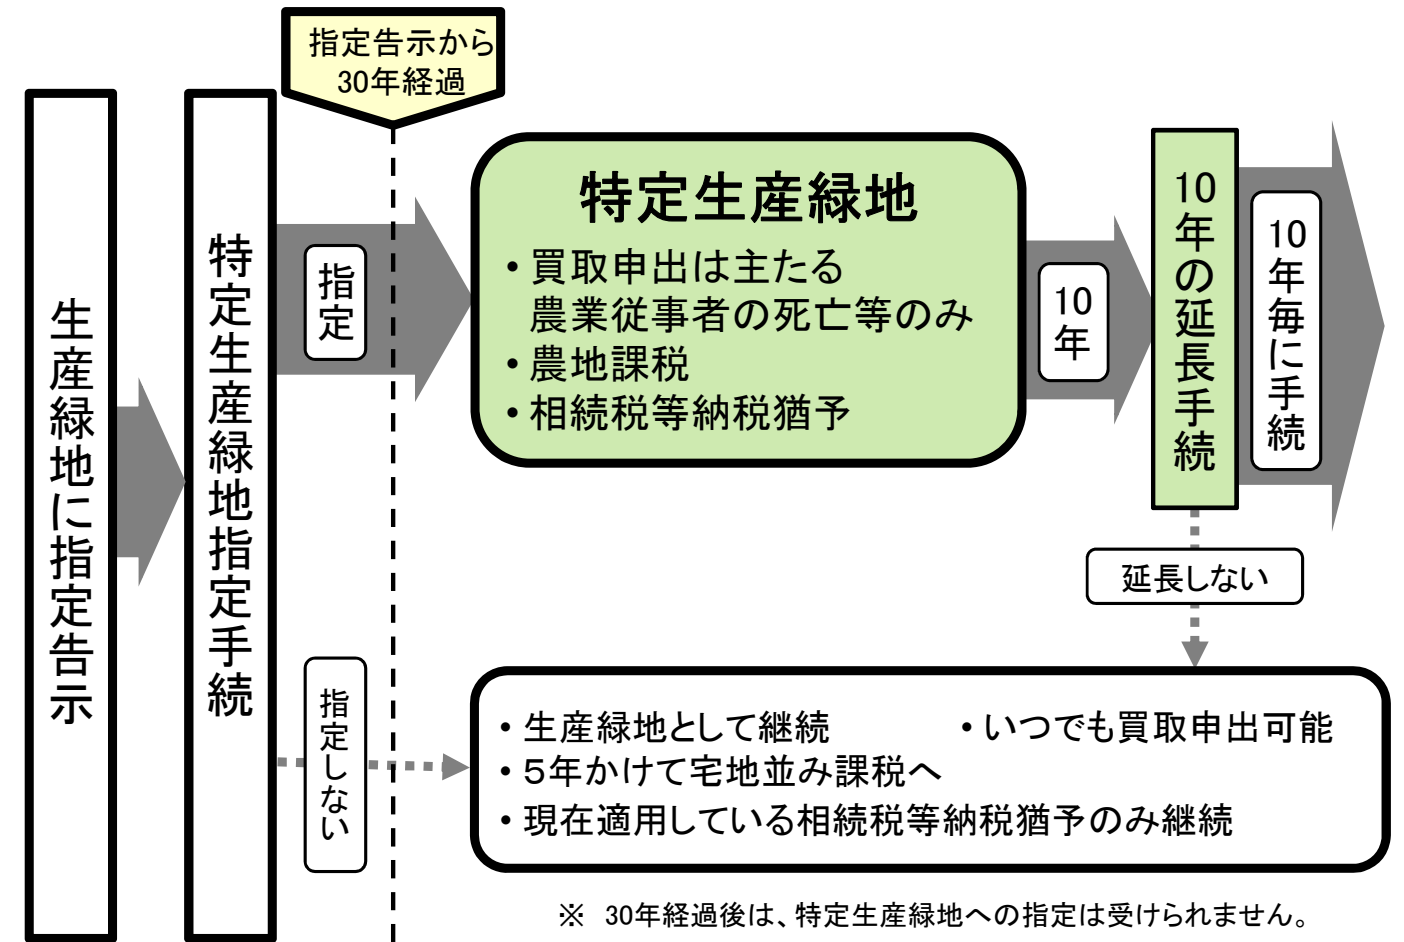 指定告示から
30年経過
生産緑地に指定告示
特定生産緑地指定手続
指定
特定生産緑地
・買取申出は主たる
農業従事者の死亡等のみ
・農地課税
・相続税等納税猶予
10年
10年の延長手続
10年毎に手続
延長しない
指定しない
・生産緑地として継続 ・いつでも買取申出可能
・5年かけて宅地並み課税へ
・現在適用している相続税等納税猶予のみ継続
※ 30年経過後は、特定生産緑地への指定は受けられません。